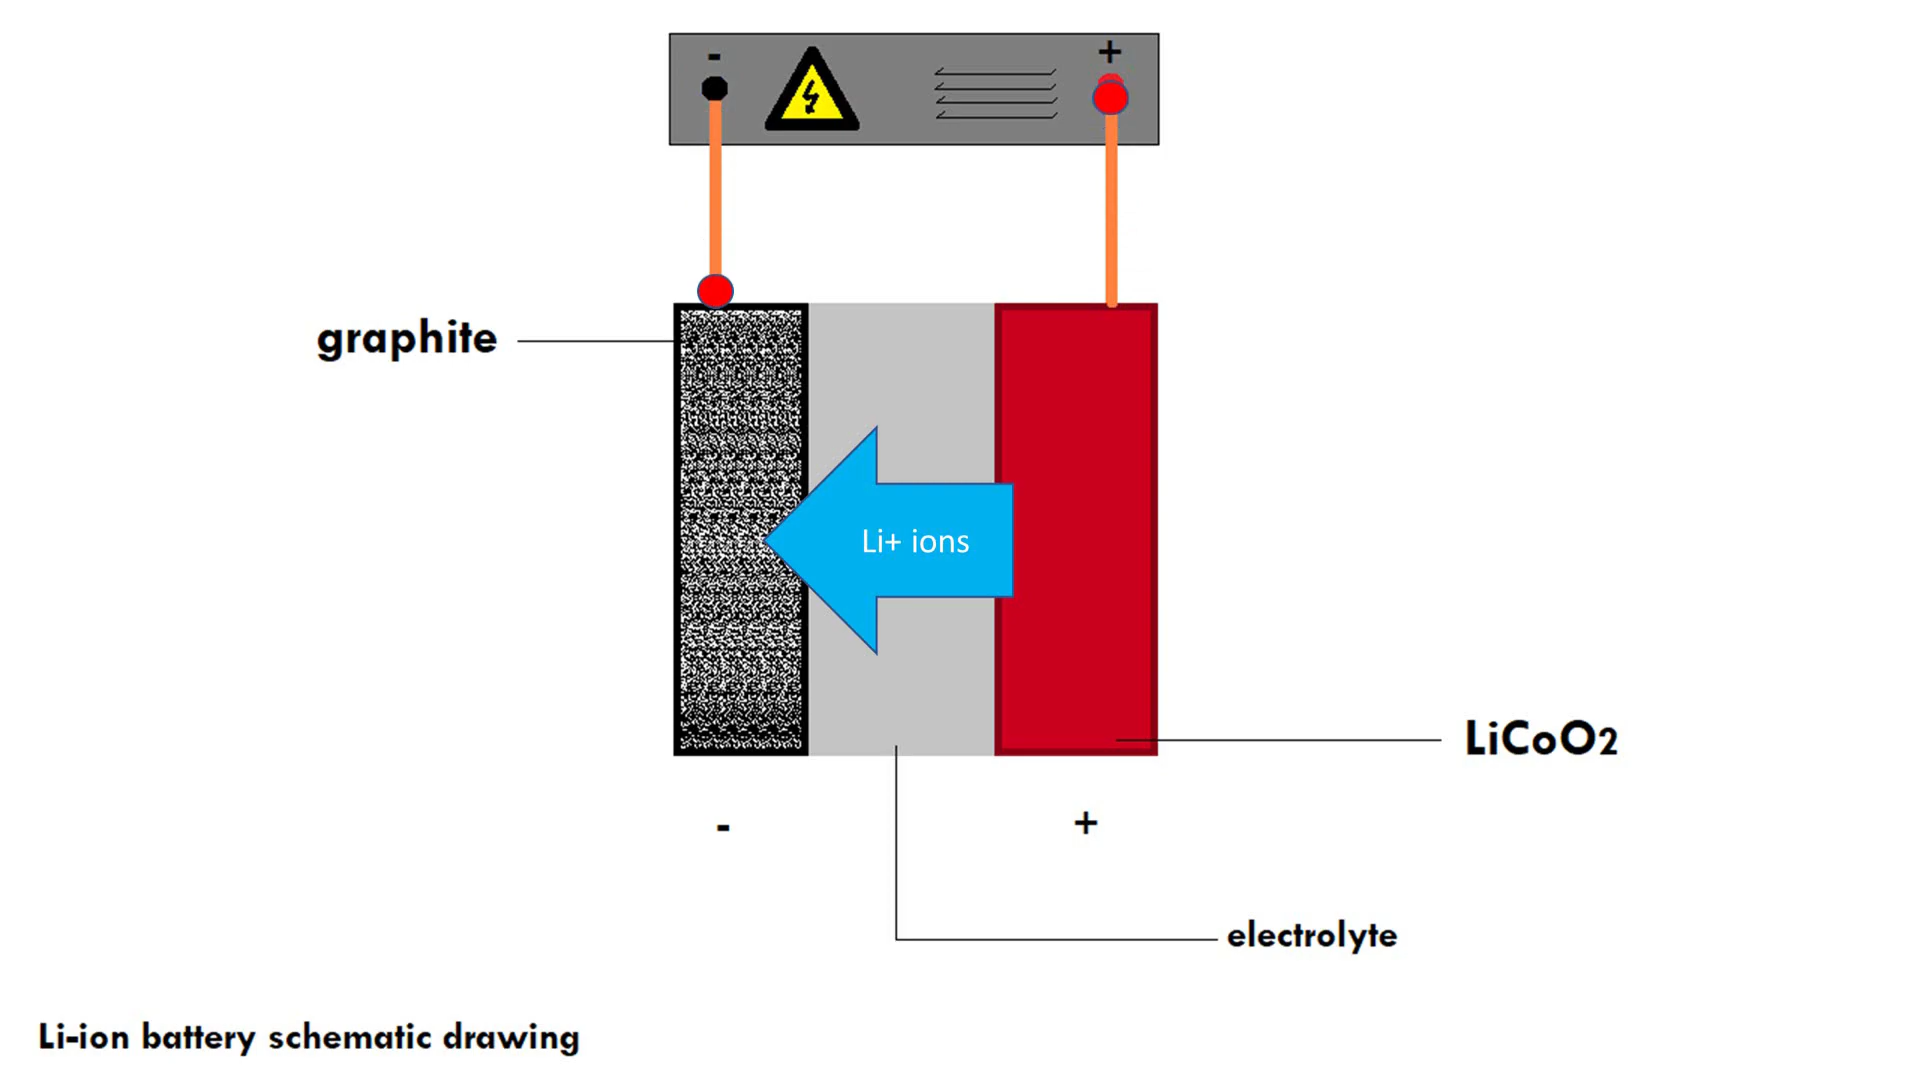 - +
graphite
Li+ ions
LiCoO2
- +
electrolyte
Li-ion battery schematic drawing